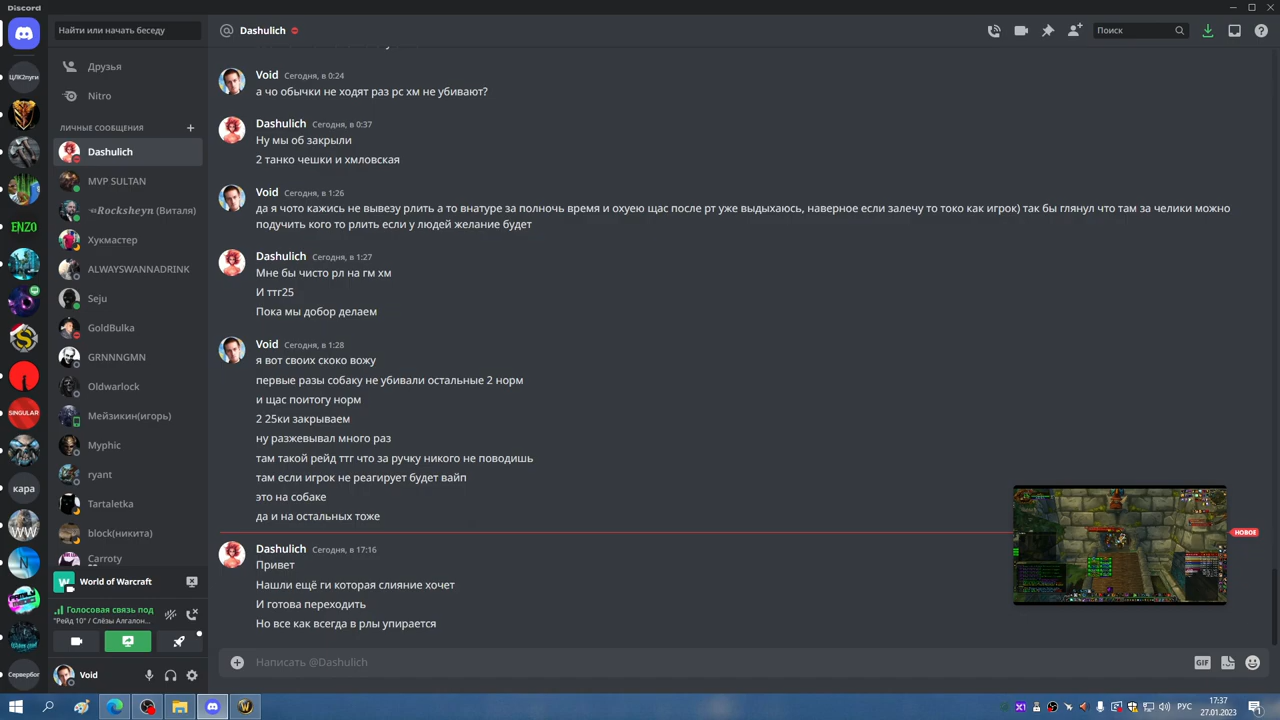 Discord
Найти или начать беседу
Dashulich
Поиск
ЦЛК2пуги
ENZO
SINGULAR
кара
WW
N
Сервербог
Друзья
Nitro
ЛИЧНЫЕ СООБЩЕНИЯ
Dashulich
MVP SULTAN
Rocksheyn (Виталя)
Хукмастер
ALWAYSWANNADRINK
Seju
GoldBulka
GRNNNGMN
Oldwarlock
Мейзикин(игорь)
Myphic
ryant
Tartaletka
block(никита)
Carroty
World of Warcraft
Голосовая связь под
"Рейд 10" / Слёзы Алгалон...
Void
Void Сегодня, в 0:24
а чо обычки не ходят раз рс хм не убивают?
Dashulich Сегодня, в 0:37
Ну мы об закрыли
2 танко чешки и хмловская
Void Сегодня, в 1:26
да я чото кажись не вывезу рлить а то внатуре за полночь время и охуею щас после рт уже выдыхаюсь, наверное если залечу то токо как игрок) так бы глянул что там за челики можно
подучить кого то рлить если у людей желание будет
Dashulich Сегодня, в 1:27
Мне бы чисто рл на гм хм
И ттг25
Пока мы добор делаем
Void Сегодня, в 1:28
я вот своих скоко вожу
первые разы собаку не убивали остальные 2 норм
и щас поитогу норм
2 25ки закрываем
ну разжевывал много раз
там такой рейд ттг что за ручку никого не поводишь
там если игрок не реагирует будет вайп
это на собаке
да и на остальных тоже
НОВОЕ
Dashulich Сегодня, в 17:16
Привет
Нашли ещё ги которая слияние хочет
И готова переходить
Но все как всегда в рлы упирается
Написать @Dashulich
GIF
РУС
17:37
27.01.2023